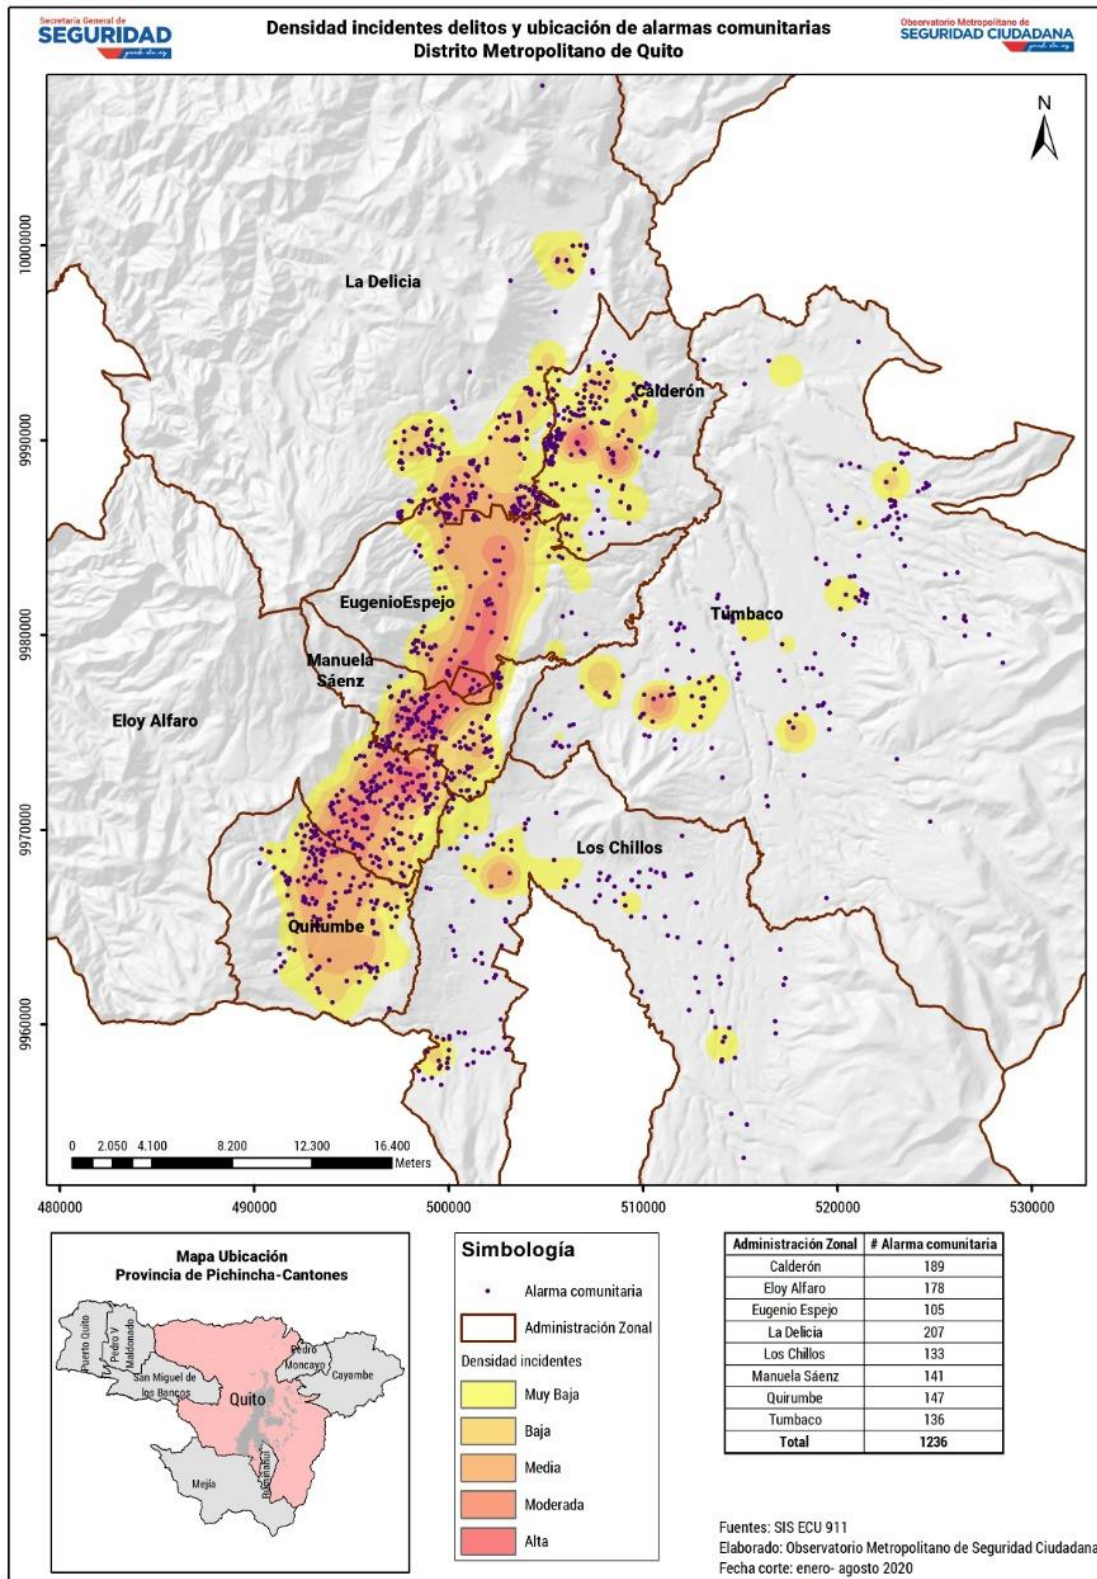 Secretaría General de
SEGURIDAD
Densidad incidentes delitos y ubicación de alarmas comunitarias
Distrito Metropolitano de Quito
Observatorio Metropolitano de
SEGURIDAD CIUDADANA
N
10000000
9990000
9980000
9970000
9960000
La Delicia
Calderón
EugenioEspejo
Tumbaco
Manuela
Sáenz
Eloy Alfaro
Los Chillos
Quitumbe
0 2.050 4.100 8.200 12.300 16.400
Meters
480000 490000 500000 510000 520000 530000
Mapa Ubicación
Provincia de Pichincha-Cantones
Puerto Quito
Pedro V
Maldonado
San Miguel de
los Bancos
Quito
Pedro
Moncayo
Cayambe
Mejía
Rumiñahui
Simbología
Alarma comunitaria
Administración Zonal
Densidad incidentes
Muy Baja
Baja
Media
Moderada
Alta
Administración Zonal # Alarma comunitaria
Calderón 189
Eloy Alfaro 178
Eugenio Espejo 105
La Delicia 207
Los Chillos 133
Manuela Sáenz 141
Quirumbe 147
Tumbaco 136
Total 1236
Fuentes: SIS ECU 911
Elaborado: Observatorio Metropolitano de Seguridad Ciudadana
Fecha corte: enero- agosto 2020